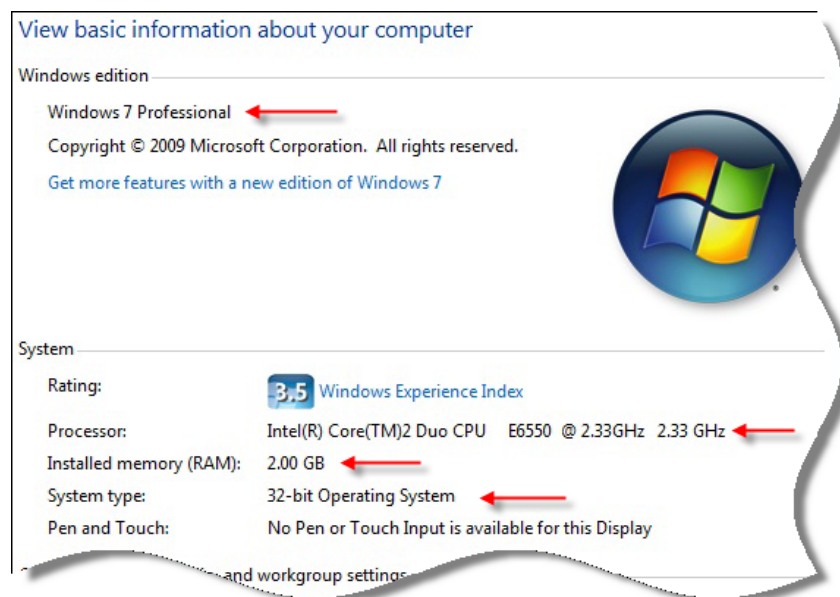 View basic information about your computer
Windows edition
Windows 7 Professional
Copyright © 2009 Microsoft Corporation. All rights reserved.
Get more features with a new edition of Windows 7
System
Rating:
3.5 Windows Experience Index
Processor: Intel(R) Core(TM)2 Duo CPU E6550 @ 2.33GHz 2.33 GHz
Installed memory (RAM): 2.00 GB
System type: 32-bit Operating System
Pen and Touch: No Pen or Touch Input is available for this Display
and workgroup settings